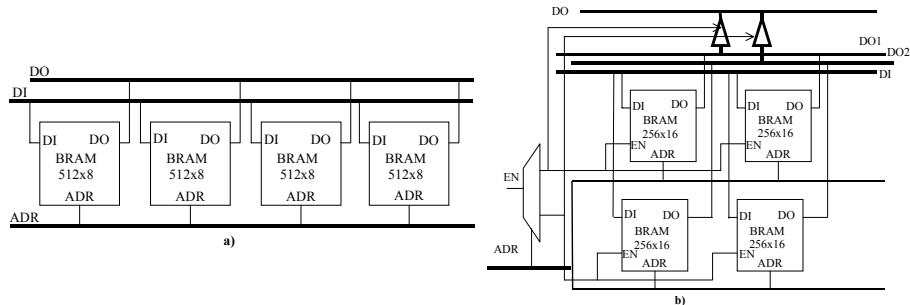 DO
DI
DI DO
BRAM
512x8
ADR
DI DO
BRAM
512x8
ADR
DI DO
BRAM
512x8
ADR
DI DO
BRAM
512x8
ADR
ADR
a)
DO
DO1
DO2
DI
DI DO
BRAM
256x16
EN
ADR
DI DO
BRAM
256x16
EN
ADR
EN
DI DO
BRAM
256x16
EN
ADR
DI DO
BRAM
256x16
EN
ADR
ADR
b)